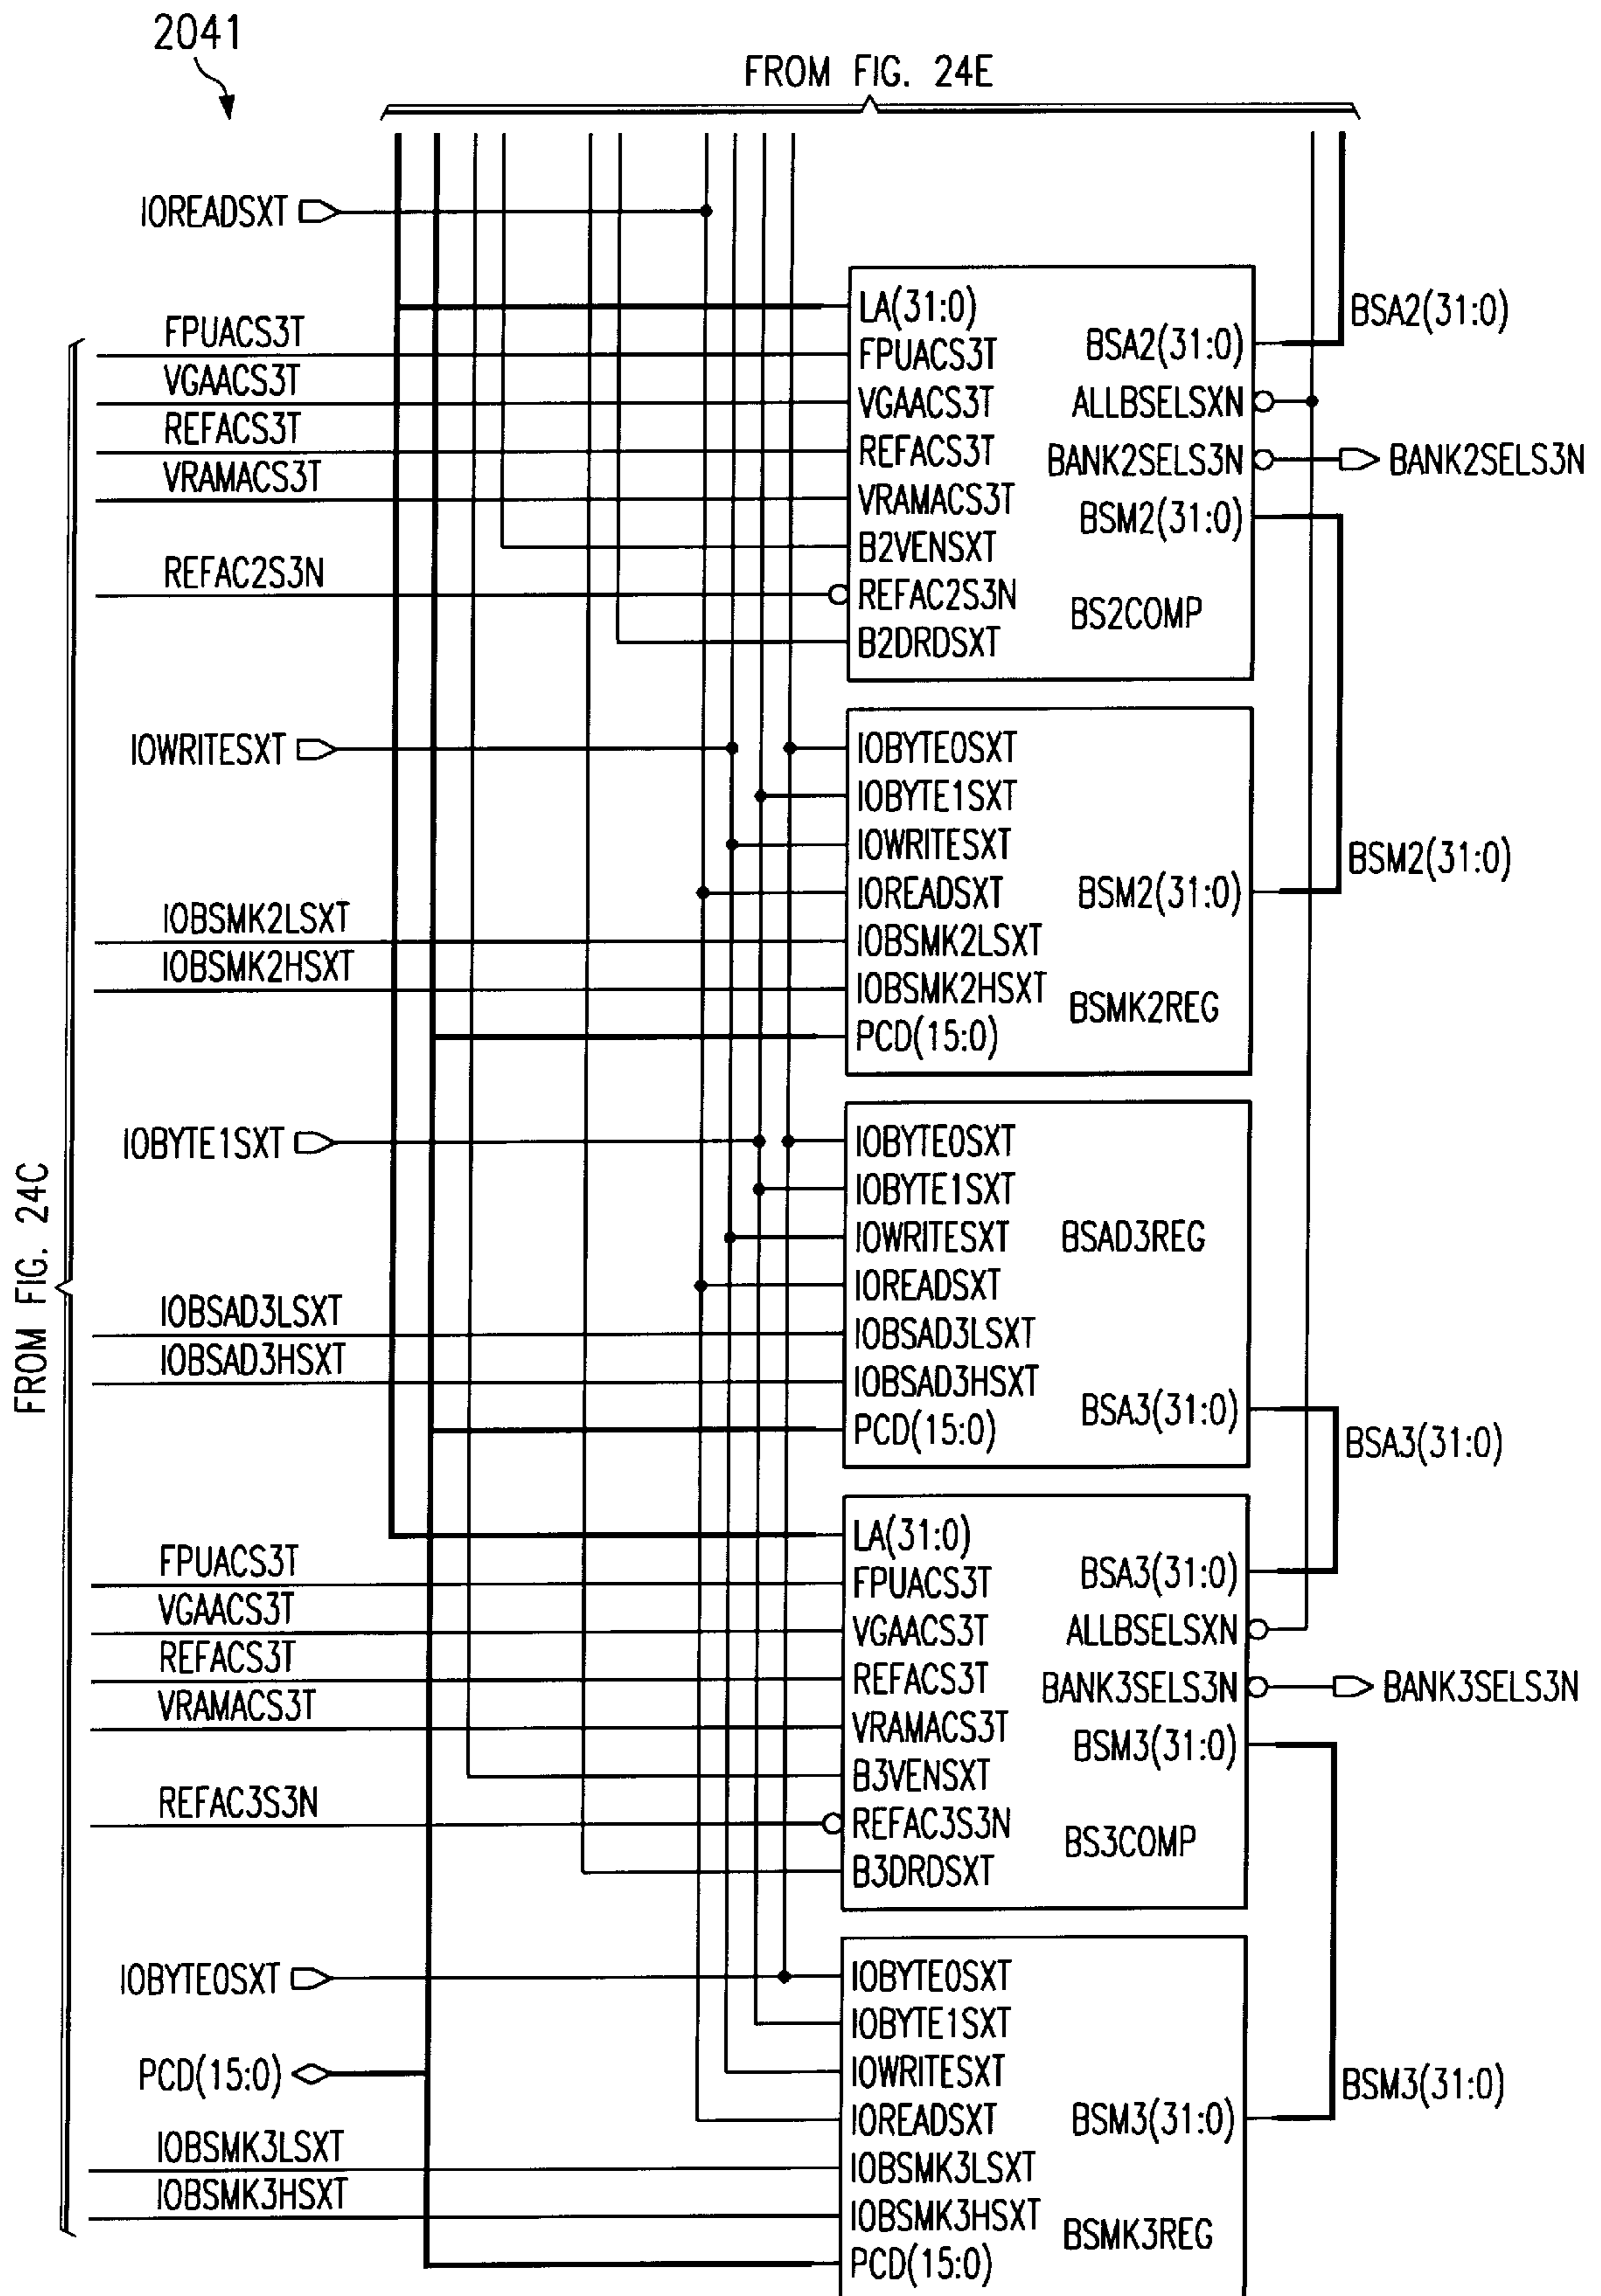 2041
FROM FIG. 24E
IOREADSXT
FPUACS3T
VGAACS3T
REFACS3T
VRAMACS3T
REFAC2S3N
LA(31:0)
FPUACS3T
VGAACS3T
REFACS3T
VRAMACS3T
B2VENSXT
REFAC2S3N
B2DRDSXT
BSA2(31:0)
ALLBSELSXN
BANK2SELS3N
BSM2(31:0)
BS2COMP
BSA2(31:0)
BANK2SELS3N
IOWRITESXT
IOBSMK2LSXT
IOBSMK2HSXT
IOBYTE0SXT
IOBYTE1SXT
IOWRITESXT
IOREADSXT
IOBSMK2LSXT
IOBSMK2HSXT
PCD(15:0)
BSM2(31:0)
BSMK2REG
BSM2(31:0)
FROM FIG. 24C
IOBYTE1SXT
IOBSAD3LSXT
IOBSAD3HSXT
IOBYTE0SXT
IOBYTE1SXT
IOWRITESXT
IOREADSXT
IOBSAD3LSXT
IOBSAD3HSXT
PCD(15:0)
BSAD3REG
BSA3(31:0)
BSA3(31:0)
FPUACS3T
VGAACS3T
REFACS3T
VRAMACS3T
REFAC3S3N
LA(31:0)
FPUACS3T
VGAACS3T
REFACS3T
VRAMACS3T
B3VENSXT
REFAC3S3N
B3DRDSXT
BSA3(31:0)
ALLBSELSXN
BANK3SELS3N
BSM3(31:0)
BS3COMP
BANK3SELS3N
IOBYTE0SXT
PCD(15:0)
IOBSMK3LSXT
IOBSMK3HSXT
IOBYTE0SXT
IOBYTE1SXT
IOWRITESXT
IOREADSXT
IOBSMK3LSXT
IOBSMK3HSXT
PCD(15:0)
BSM3(31:0)
BSMK3REG
BSM3(31:0)